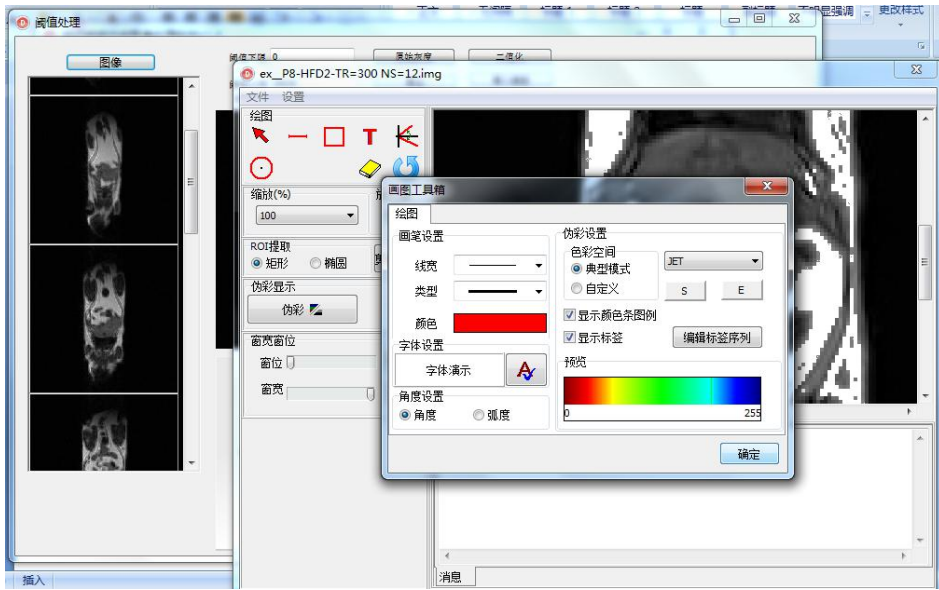 阈值处理
更改样式
图像
阈值下限 0
原始灰度
二值化
ex__P8-HFD2-TR=300 NS=12.img
文件 设置
绘图
T
缩放(%)
100
ROI提取
矩形 椭圆
伪彩显示
伪彩
窗宽窗位
窗位
窗宽
画图工具箱
绘图
画笔设置
线宽
类型
颜色
字体设置
字体演示
A
角度设置
角度 弧度
伪彩设置
色彩空间
典型模式
JET
自定义
S E
显示颜色条图例
显示标签
编辑标签序列
预览
0 255
确定
消息
插入